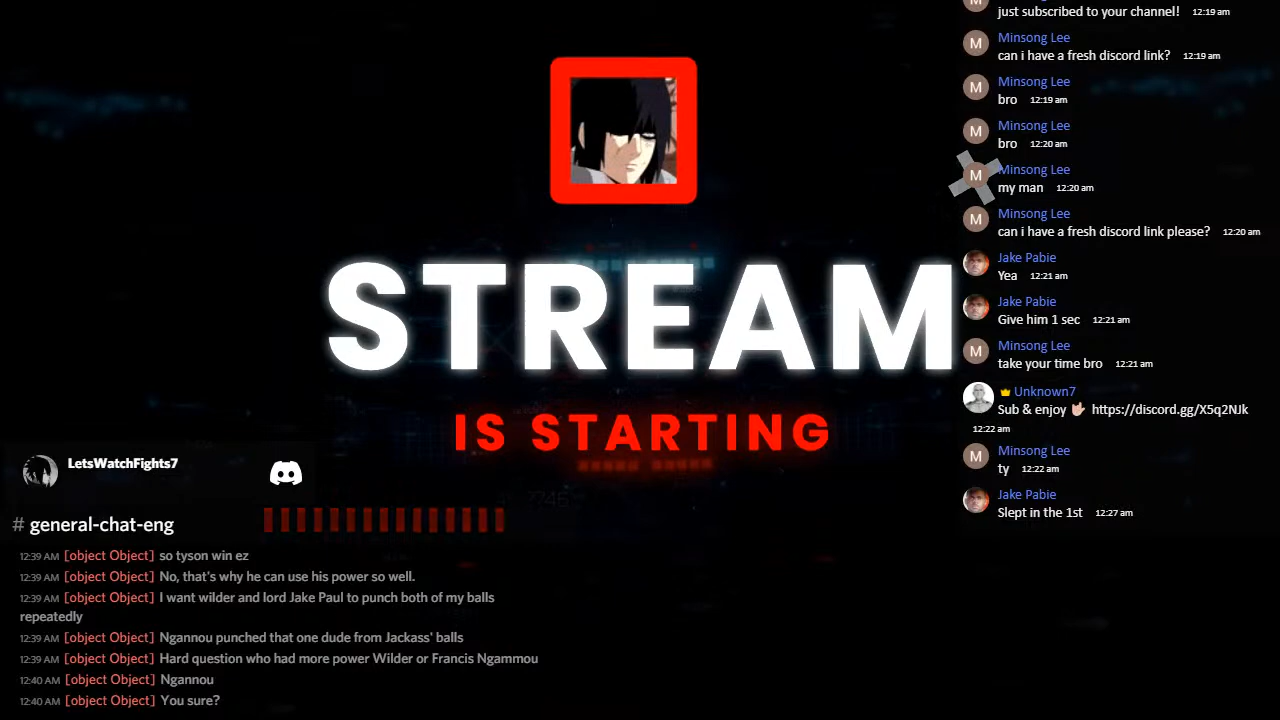 just subscribed to your channel! 12:19 am
Minsong Lee
can i have a fresh discord link? 12:19 am
Minsong Lee
bro 12:19 am
Minsong Lee
bro 12:20 am
M Minsong Lee
my man 12:20 am
Minsong Lee
can i have a fresh discord link please? 12:20 am
Jake Pabie
Yea 12:21 am
Jake Pabie
Give him 1 sec 12:21 am
Minsong Lee
take your time bro 12:21 am
Unknown7
Sub & enjoy 🤟🏻 https://discord.gg/X5q2NJk
12:22 am
Minsong Lee
ty 12:22 am
Jake Pabie
Slept in the 1st 12:27 am
STREAM
IS STARTING
LetsWatchFights7
# general-chat-eng
12:39 AM [object Object] so tyson win ez
12:39 AM [object Object] No, that's why he can use his power so well.
12:39 AM [object Object] I want wilder and lord Jake Paul to punch both of my balls
repeatedly
12:39 AM [object Object] Ngannou punched that one dude from Jackass' balls
12:39 AM [object Object] Hard question who had more power Wilder or Francis Ngammou
12:40 AM [object Object] Ngannou
12:40 AM [object Object] You sure?